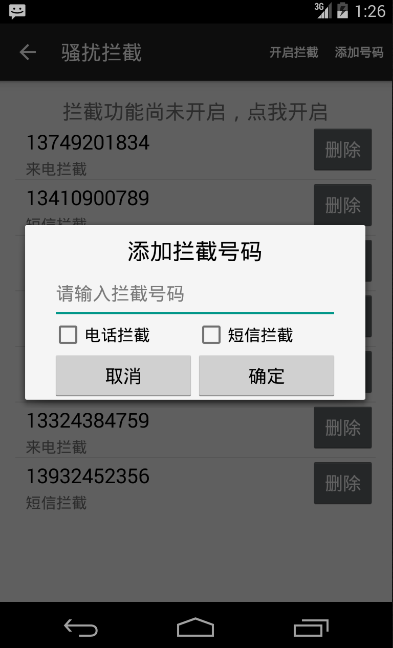 3G 1:26
骚扰拦截 开启拦截 添加号码
拦截功能尚未开启，点我开启
13749201834
来电拦截
删除
13410900789
短信拦截
删除
添加拦截号码
请输入拦截号码
电话拦截 短信拦截
取消 确定
13324384759
来电拦截
删除
13932452356
短信拦截
删除